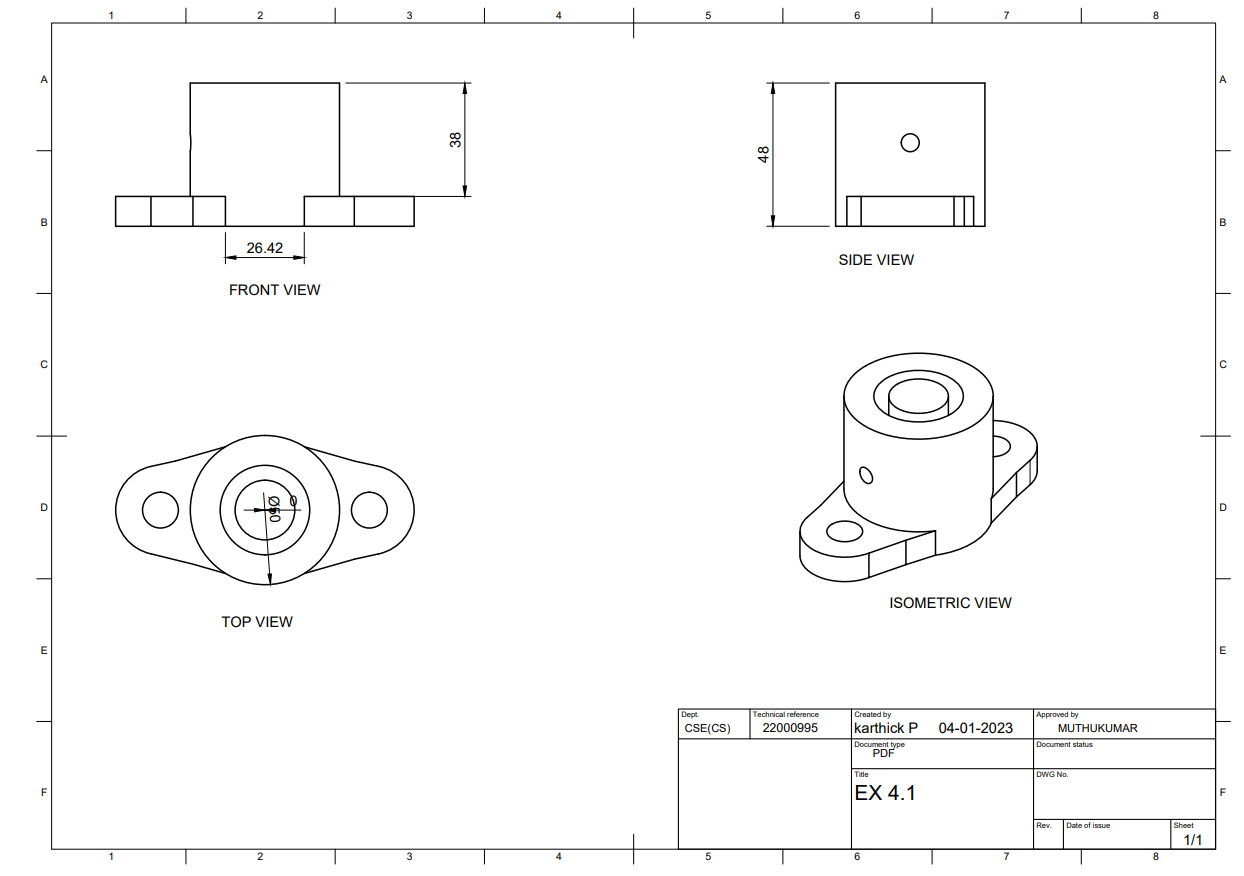 1 2 3 4 5 6 7 8
A A
38
48
B B
26.42
FRONT VIEW
SIDE VIEW
C C
D D
Ø50
Ø
ISOMETRIC VIEW
TOP VIEW
E E
Dept.
CSE(CS)
Technical reference
22000995
Created by
karthick P 04-01-2023
Approved by
MUTHUKUMAR
Document type
PDF
Document status
Title
EX 4.1
DWG No.
F F
Rev.
Date of issue
Sheet
1/1
1 2 3 4 5 6 7 8